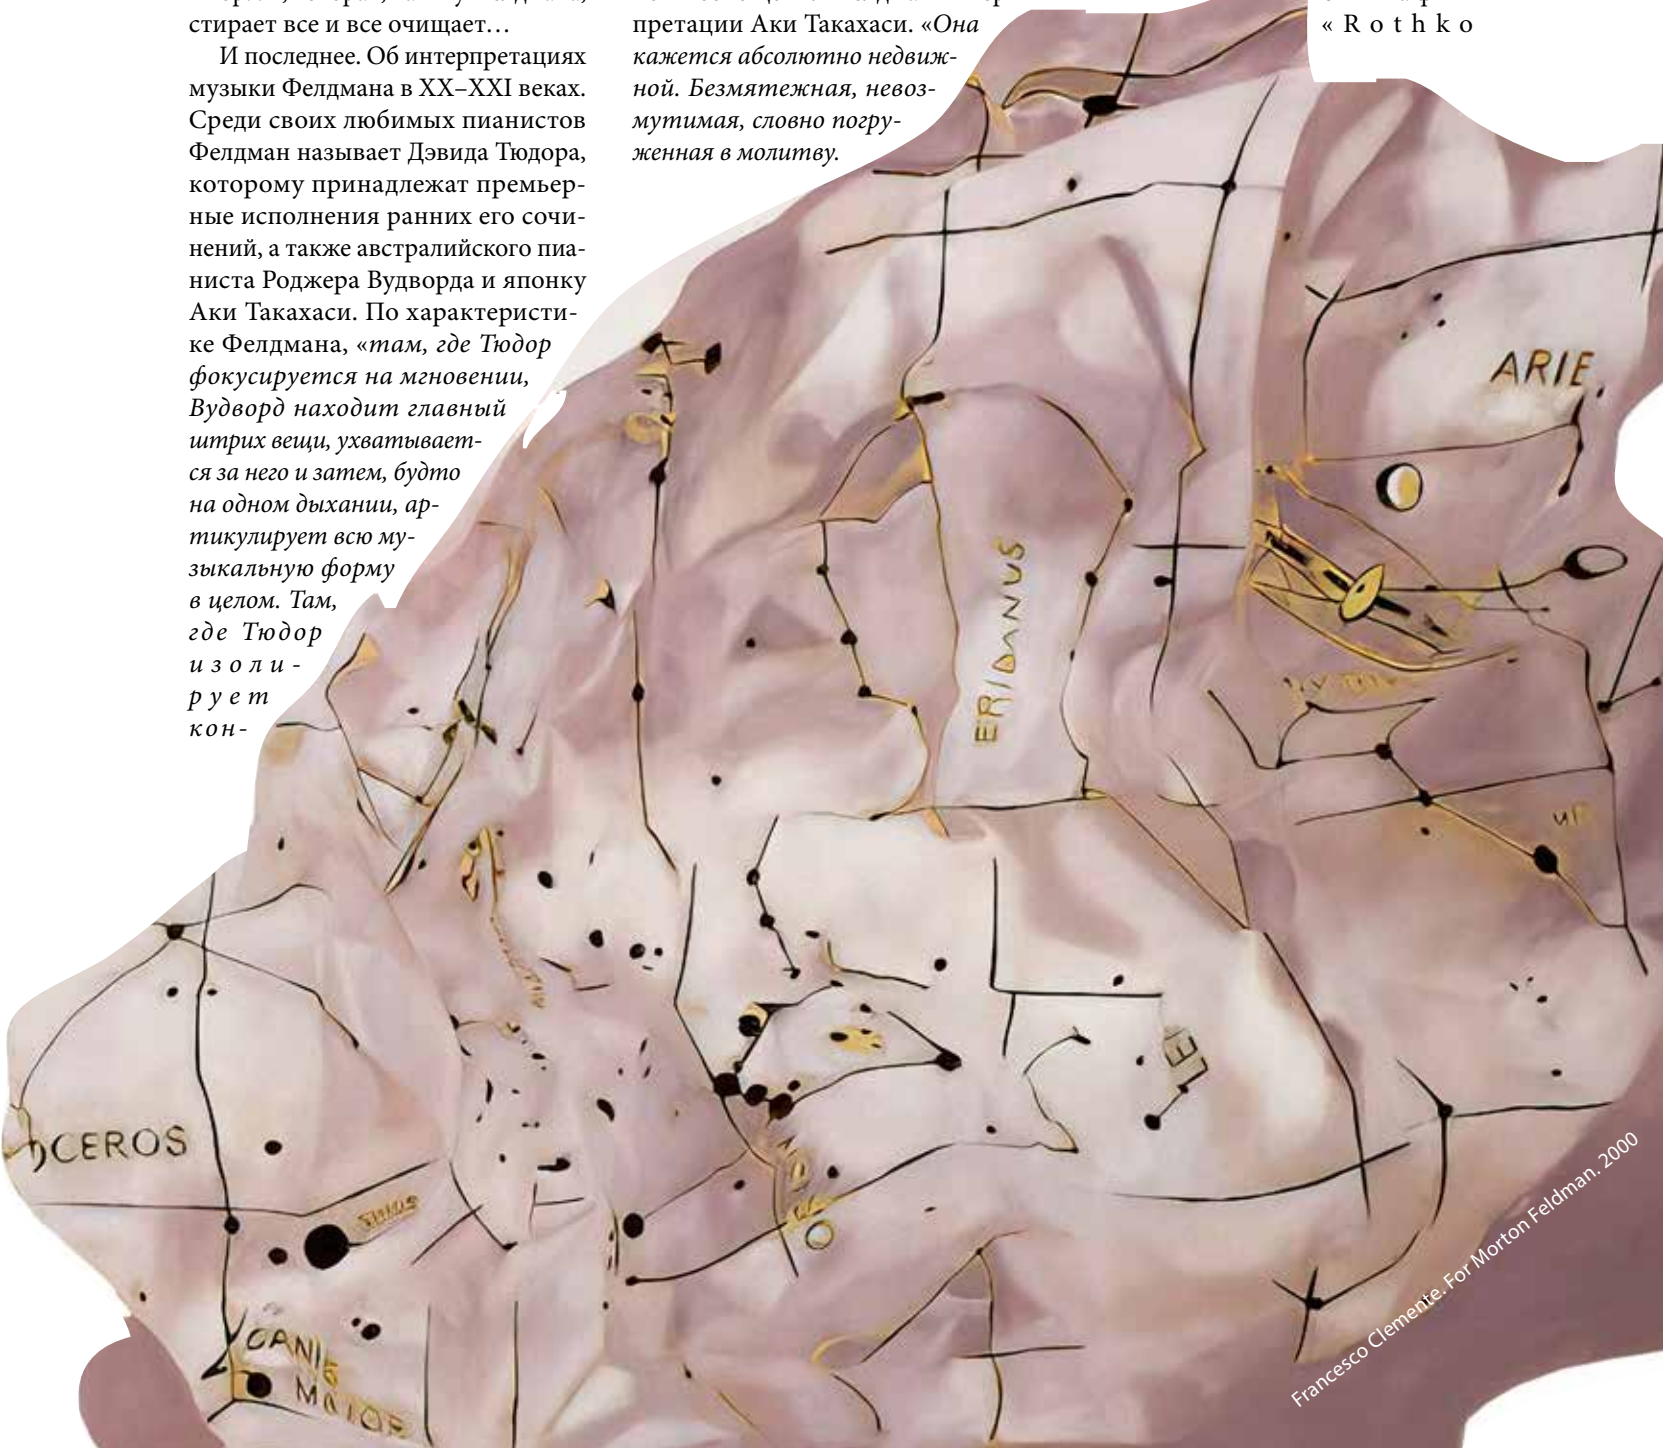 стирает все и все очищает…
И последнее. Об интерпретациях
музыки Фелдмана в XX–XXI веках.
Среди своих любимых пианистов
Фелдман называет Дэвида Тюдора,
которому принадлежат премьер-
ные исполнения ранних его сочи-
нений, а также австралийского пиа-
ниста Роджера Вудворда и японку
Аки Такахаси. По характеристи-
ке Фелдмана, «там, где Тюдор
фокусируется на мгновении,
Вудворд находит главный
штрих вещи, ухватывает-
ся за него и затем, будто
на одном дыхании, ар-
тикулирует всю му-
зыкальную форму
в целом. Там,
где Тюдор
изоли-
рует
кон-
претации Аки Такахаси. «Она
кажется абсолютно недвиж-
ной. Безмятежная, невоз-
мутимая, словно погру-
женная в молитву.
«Rothko
ARIE
ERIDANUS
CEROS
SIRIUS
CANIS
MAIOR
Francesco Clemente. For Morton Feldman. 2000